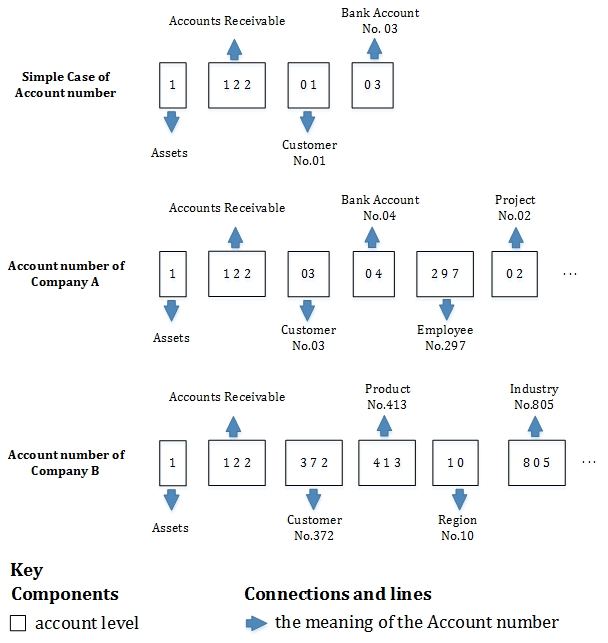 Accounts Receivable
Bank Account
No. 03
Simple Case of
Account number
1
1 2 2
0 1
0 3
Assets
Customer
No.01
Accounts Receivable
Bank Account
No.04
Project
No.02
Account number of
Company A
1
1 2 2
03
0 4
2 9 7
0 2
...
Assets
Customer
No.03
Employee
No.297
Accounts Receivable
Product
No.413
Industry
No.805
Account number of
Company B
1
1 2 2
3 7 2
4 1 3
1 0
8 0 5
...
Assets
Customer
No.372
Region
No.10
Key
Components
Connections and lines
account level
the meaning of the Account number